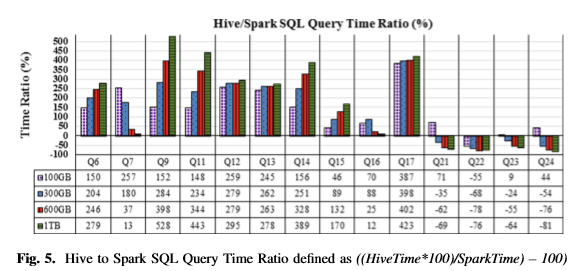 Hive/Spark SQL Query Time Ratio (%)
Time Ratio (%)
500
450
400
350
300
250
200
150
100
50
0
-50
-100
Q6 Q7 Q9 Q11 Q12 Q13 Q14 Q15 Q16 Q17 Q21 Q22 Q23 Q24
100GB 150 257 152 148 259 245 156 46 70 387 71 -55 9 44
300GB 204 180 284 234 279 262 251 89 88 398 -35 -68 -24 -54
600GB 246 37 398 344 279 263 328 132 25 402 -62 -78 -55 -76
1TB 279 13 528 443 295 278 389 170 12 423 -69 -76 -64 -81
Fig. 5. Hive to Spark SQL Query Time Ratio defined as ((HiveTime*100)/SparkTime) – 100)